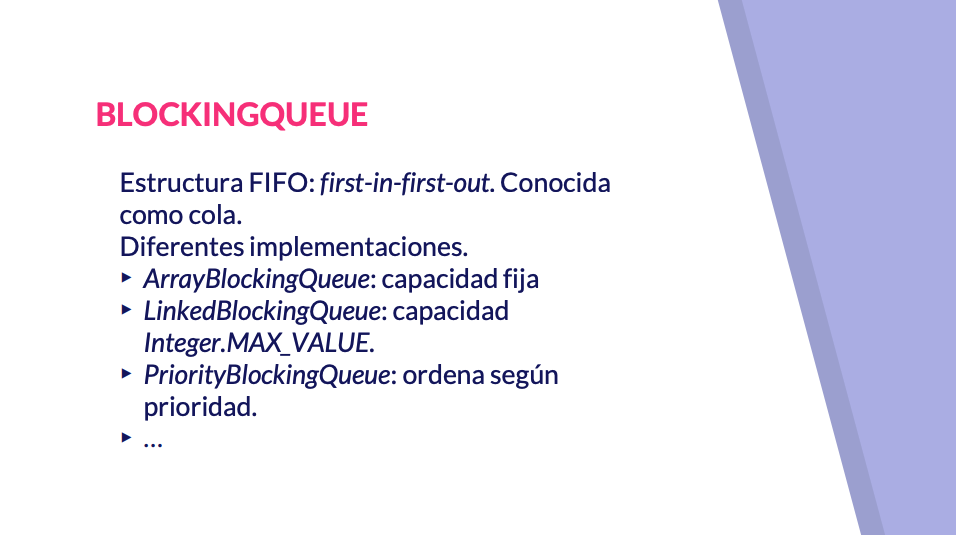 BLOCKINGQUEUE
Estructura FIFO: first-in-first-out. Conocida
como cola.
Diferentes implementaciones.
‣ ArrayBlockingQueue: capacidad fija
‣ LinkedBlockingQueue: capacidad
Integer.MAX_VALUE.
‣ PriorityBlockingQueue: ordena según
prioridad.
‣ …